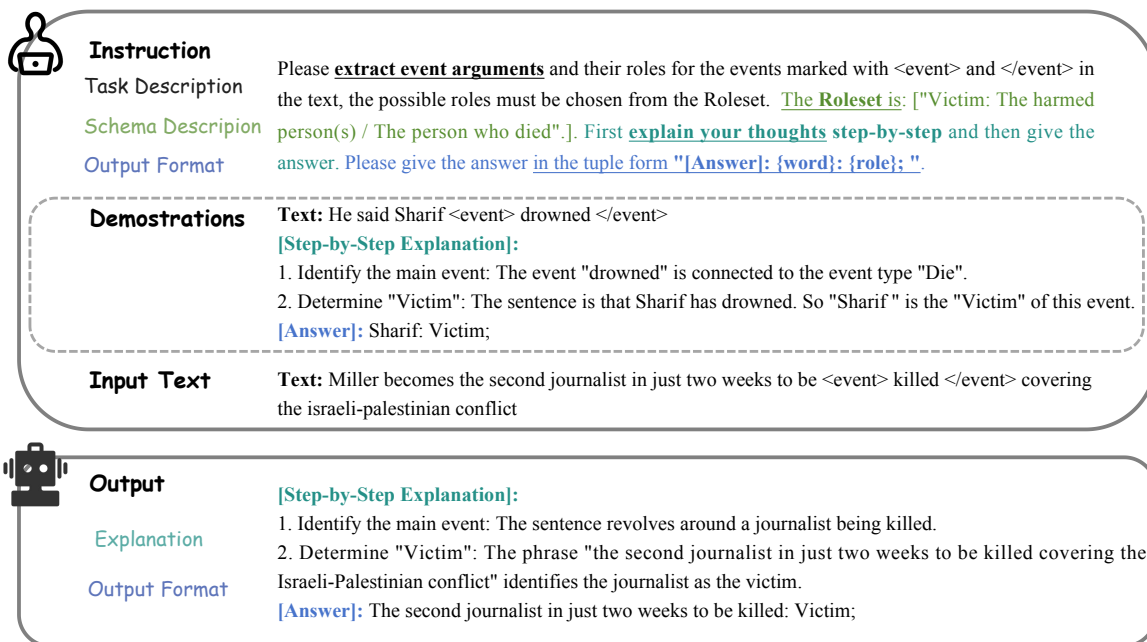 Instruction
Task Description
Schema Descripion
Output Format
Please extract event arguments and their roles for the events marked with <event> and </event> in
the text, the possible roles must be chosen from the Roleset. The Roleset is: ["Victim: The harmed
person(s) / The person who died".]. First explain your thoughts step-by-step and then give the
answer. Please give the answer in the tuple form "[Answer]: {word}: {role}; ".
Demostrations
Text: He said Sharif <event> drowned </event>
[Step-by-Step Explanation]:
1. Identify the main event: The event "drowned" is connected to the event type "Die".
2. Determine "Victim": The sentence is that Sharif has drowned. So "Sharif " is the "Victim" of this event.
[Answer]: Sharif: Victim;
Input Text
Text: Miller becomes the second journalist in just two weeks to be <event> killed </event> covering
the israeli-palestinian conflict
Output
Explanation
Output Format
[Step-by-Step Explanation]:
1. Identify the main event: The sentence revolves around a journalist being killed.
2. Determine "Victim": The phrase "the second journalist in just two weeks to be killed covering the
Israeli-Palestinian conflict" identifies the journalist as the victim.
[Answer]: The second journalist in just two weeks to be killed: Victim;